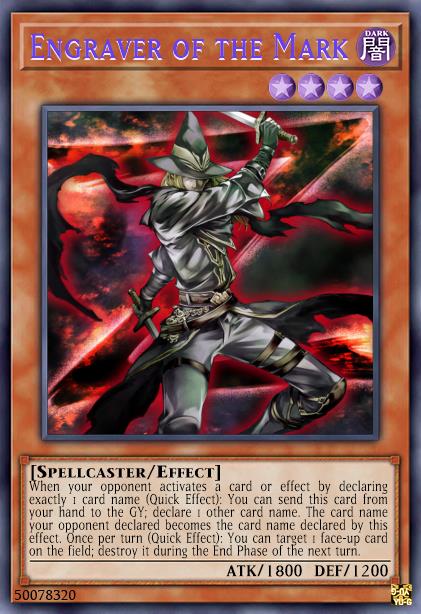 ENGRAVER OF THE MARK
DARK
闇
[SPELLCASTER/EFFECT]
When your opponent activates a card or effect by declaring
exactly 1 card name (Quick Effect): You can send this card from
your hand to the GY; declare 1 other card name. The card name
your opponent declared becomes the card name declared by this
effect. Once per turn (Quick Effect): You can target 1 face-up card
on the field; destroy it during the End Phase of the next turn.
ATK/1800 DEF/1200
50078320